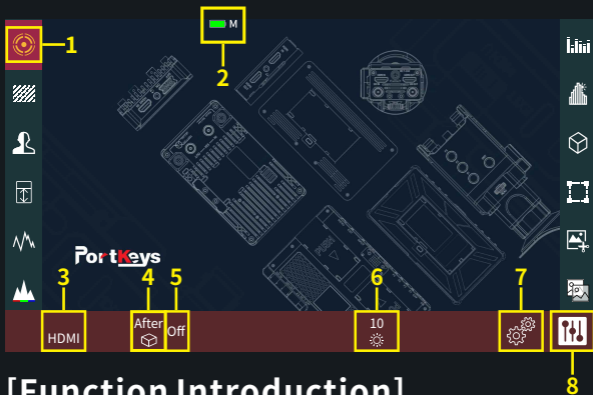 M
1
2
PortKeys
3
4
5
6
7
HDMI
After
Off
10
8
[Function Introduction]